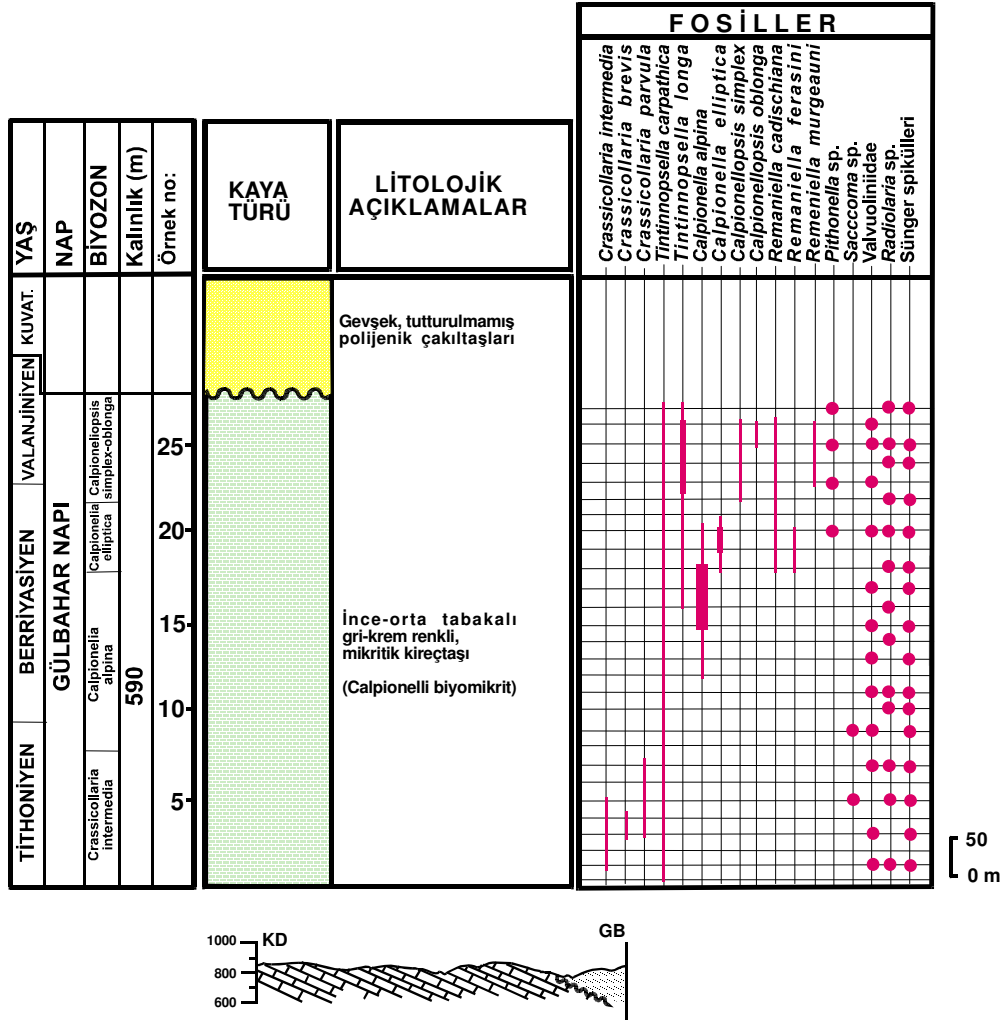 FOSİLLER
Crassicollaria intermedia
Crassicollaria brevis
Crassicollaria parvula
Tintinnopsella carpathica
Tintinnopsella longa
Calpionella alpina
Calpionella elliptica
Calpionellopsis simplex
Calpionellopsis oblonga
Remaniella cadischiana
Remaniella ferasini
Remeniella murgeauni
Pithonella sp.
Sacccoma sp.
Valvuoliniidae
Radiolaria sp.
Sünger spikülleri
YAŞ
NAP
BİYOZON
Kalınlık (m)
Örnek no:
KAYA
TÜRÜ
LİTOLOJİK
AÇIKLAMALAR
KUVAT.
VALANJİNİYEN
BERRİYASİYEN
TİTHONİYEN
GÜLBAHAR NAPI
Calpioneliopsis
simplex-oblonga
Calpionelia
elliptica
Calpionelia
alpina
Crassicollaria
intermedia
590
25
20
15
10
5
Gevşek, tutturulmamış
polijenik çakıltaşları
İnce-orta tabakalı
gri-krem renkli,
mikritik kireçtaşı
(Calpionelli biyomikrit)
50
0 m
1000
800
600
KD
GB